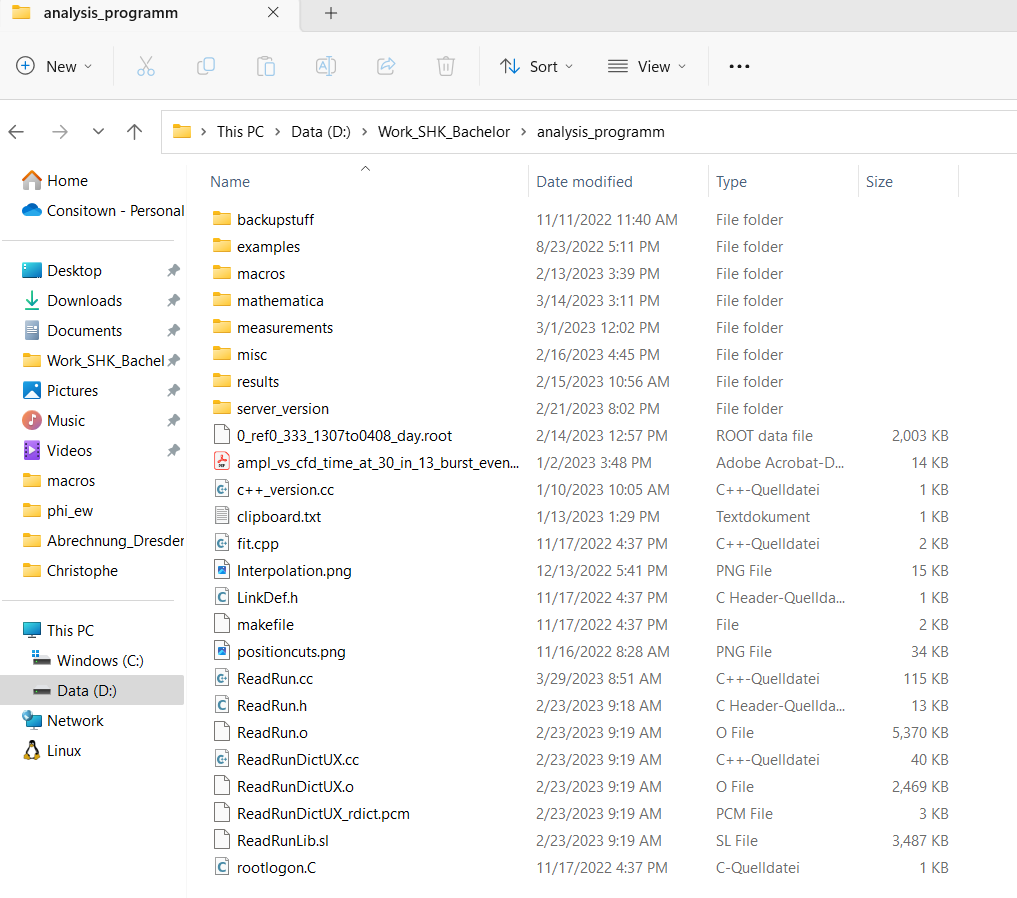 analysis_programm
New
Sort
View
This PC > Data (D:) > Work_SHK_Bachelor > analysis_programm
Home
Consitown - Personal
Desktop
Downloads
Documents
Work_SHK_Bachel
Pictures
Music
Videos
macros
phi_ew
Abrechnung_Dresder
Christophe
This PC
Windows (C:)
Data (D:)
Network
Linux
Name Date modified Type Size
backupstuff 11/11/2022 11:40 AM File folder
examples 8/23/2022 5:11 PM File folder
macros 2/13/2023 3:39 PM File folder
mathematica 3/14/2023 3:11 PM File folder
measurements 3/1/2023 12:02 PM File folder
misc 2/16/2023 4:45 PM File folder
results 2/15/2023 10:56 AM File folder
server_version 2/21/2023 8:02 PM File folder
0_ref0_333_1307to0408_day.root 2/14/2023 12:57 PM ROOT data file 2,003 KB
ampl_vs_cfd_time_at_30_in_13_burst_even... 1/2/2023 3:48 PM Adobe Acrobat-D... 14 KB
c++_version.cc 1/10/2023 10:05 AM C++-Quelldatei 1 KB
clipboard.txt 1/13/2023 1:29 PM Textdokument 1 KB
fit.cpp 11/17/2022 4:37 PM C++-Quelldatei 2 KB
Interpolation.png 12/13/2022 5:41 PM PNG File 15 KB
LinkDef.h 11/17/2022 4:37 PM C Header-Quellda... 1 KB
makefile 11/17/2022 4:37 PM File 2 KB
positioncuts.png 11/16/2022 8:28 AM PNG File 34 KB
ReadRun.cc 3/29/2023 8:51 AM C++-Quelldatei 115 KB
ReadRun.h 2/23/2023 9:18 AM C Header-Quellda... 13 KB
ReadRun.o 2/23/2023 9:19 AM O File 5,370 KB
ReadRunDictUX.cc 2/23/2023 9:19 AM C++-Quelldatei 40 KB
ReadRunDictUX.o 2/23/2023 9:19 AM O File 2,469 KB
ReadRunDictUX_rdict.pcm 2/23/2023 9:19 AM PCM File 3 KB
ReadRunLib.sl 2/23/2023 9:19 AM SL File 3,487 KB
rootlogon.C 11/17/2022 4:37 PM C-Quelldatei 1 KB